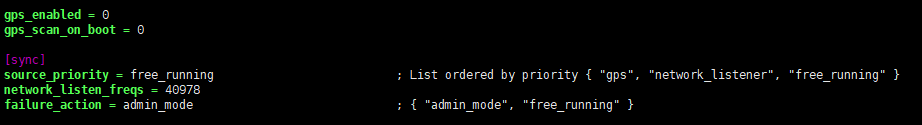 gps_enabled = 0
gps_scan_on_boot = 0
[sync]
source_priority = free_running ; List ordered by priority { "gps", "network_listener", "free_running" }
network_listen_freqs = 40978
failure_action = admin_mode ; { "admin_mode", "free_running" }